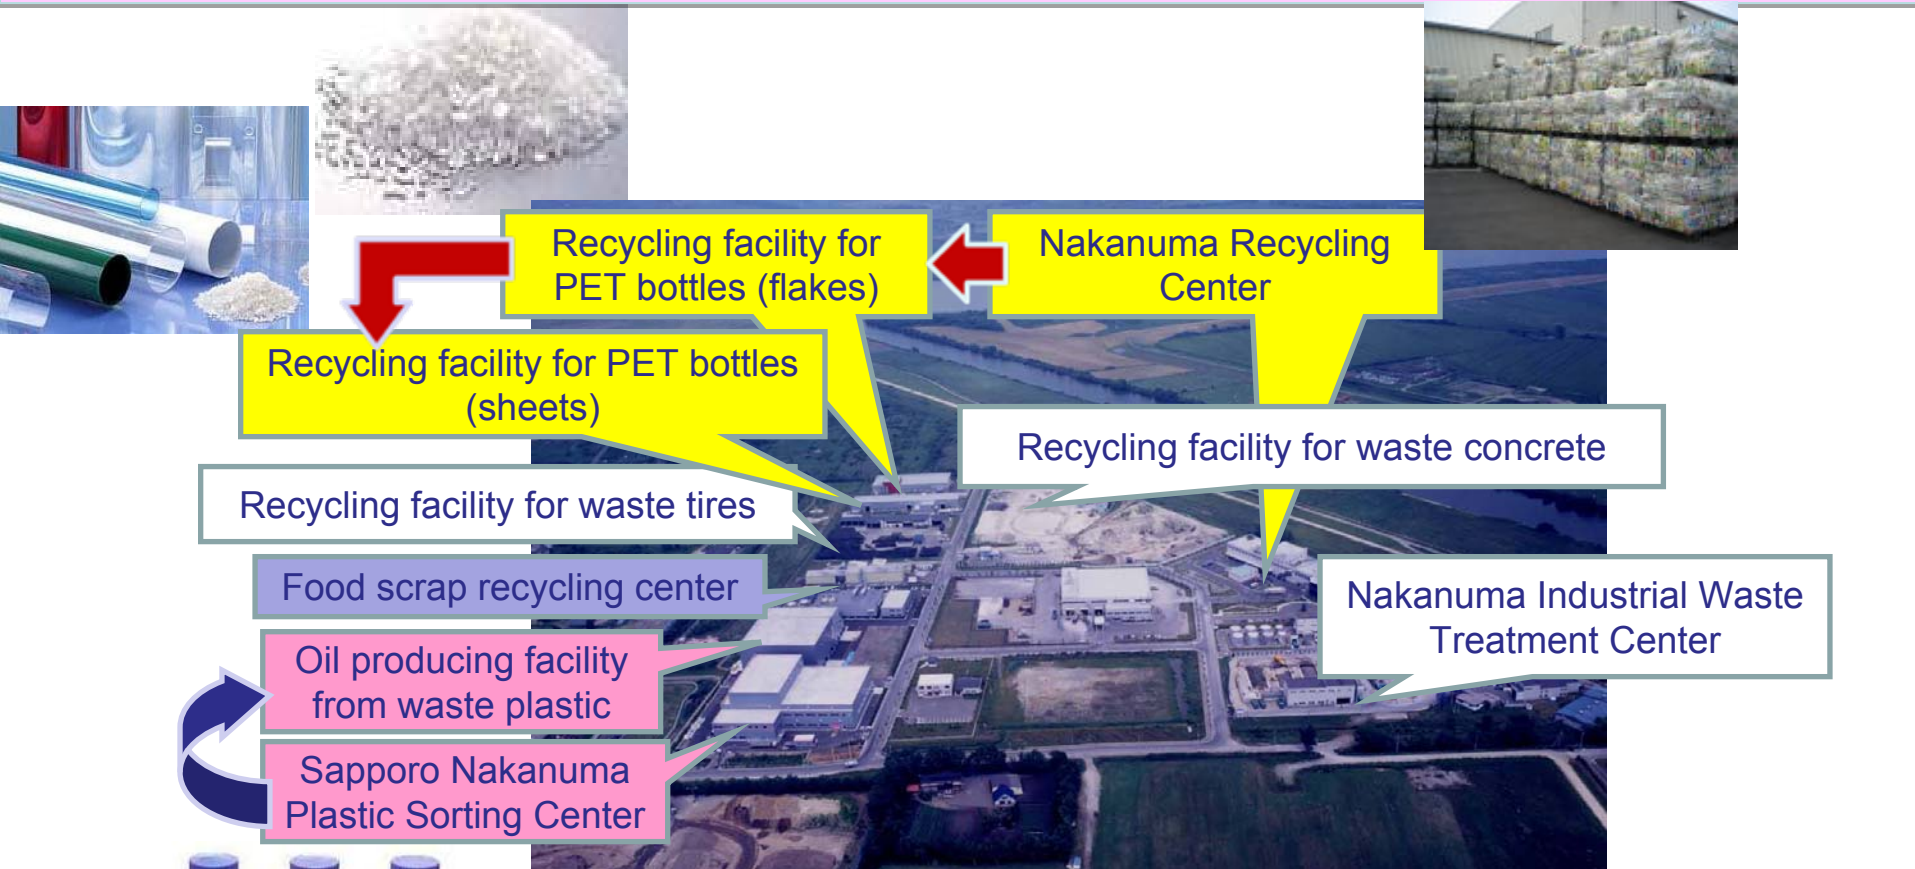 Recycling facility for
PET bottles (flakes)
Nakanuma Recycling
Center
Recycling facility for PET bottles
(sheets)
Recycling facility for waste concrete
Recycling facility for waste tires
Food scrap recycling center
Nakanuma Industrial Waste
Treatment Center
Oil producing facility
from waste plastic
Sapporo Nakanuma
Plastic Sorting Center